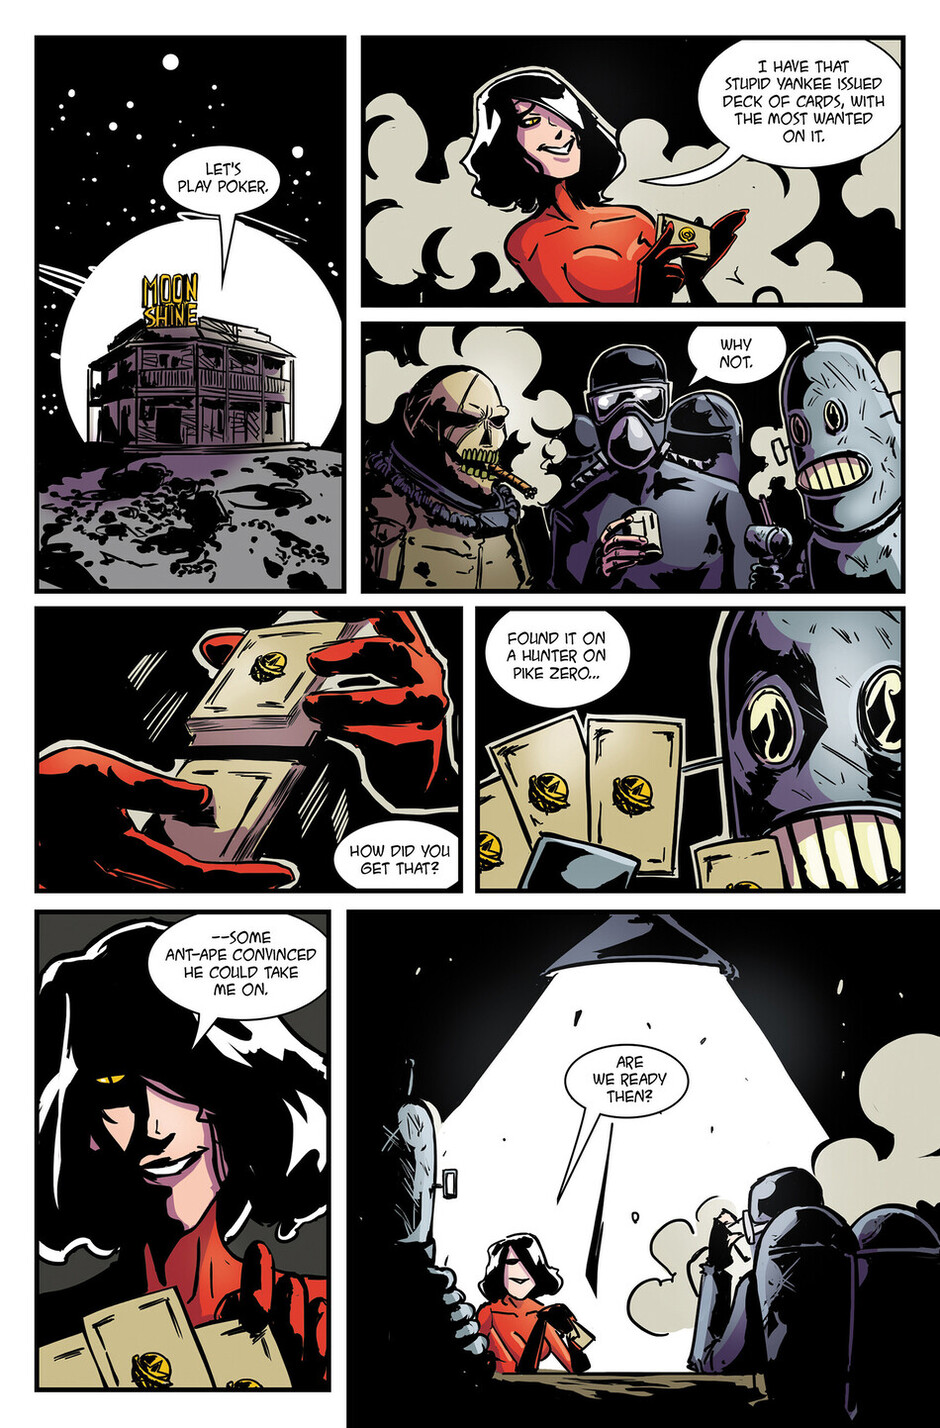 LET'S
PLAY POKER.
MOON
SHINE
I HAVE THAT
STUPID YANKEE ISSUED
DECK OF CARDS, WITH
THE MOST WANTED
ON IT.
WHY
NOT.
HOW DID YOU
GET THAT?
FOUND IT ON
A HUNTER ON
PIKE ZERO...
--SOME
ANT-APE CONVINCED
HE COULD TAKE
ME ON.
ARE
WE READY
THEN?